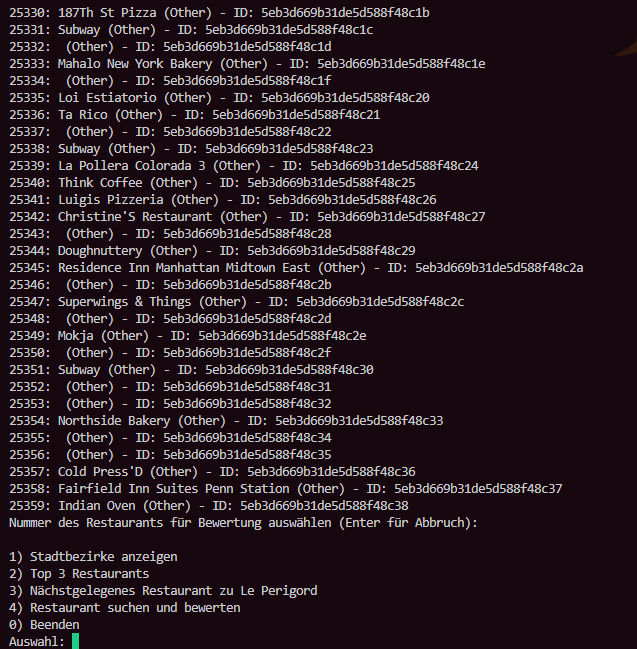 25330: 187Th St Pizza (Other) - ID: 5eb3d669b31de5d588f48c1b
25331: Subway (Other) - ID: 5eb3d669b31de5d588f48c1c
25332:  (Other) - ID: 5eb3d669b31de5d588f48c1d
25333: Mahalo New York Bakery (Other) - ID: 5eb3d669b31de5d588f48c1e
25334:  (Other) - ID: 5eb3d669b31de5d588f48c1f
25335: Loi Estiatorio (Other) - ID: 5eb3d669b31de5d588f48c20
25336: Ta Rico (Other) - ID: 5eb3d669b31de5d588f48c21
25337:  (Other) - ID: 5eb3d669b31de5d588f48c22
25338: Subway (Other) - ID: 5eb3d669b31de5d588f48c23
25339: La Pollera Colorada 3 (Other) - ID: 5eb3d669b31de5d588f48c24
25340: Think Coffee (Other) - ID: 5eb3d669b31de5d588f48c25
25341: Luigis Pizzeria (Other) - ID: 5eb3d669b31de5d588f48c26
25342: Christine'S Restaurant (Other) - ID: 5eb3d669b31de5d588f48c27
25343:  (Other) - ID: 5eb3d669b31de5d588f48c28
25344: Doughnuttery (Other) - ID: 5eb3d669b31de5d588f48c29
25345: Residence Inn Manhattan Midtown East (Other) - ID: 5eb3d669b31de5d588f48c2a
25346:  (Other) - ID: 5eb3d669b31de5d588f48c2b
25347: Superwings & Things (Other) - ID: 5eb3d669b31de5d588f48c2c
25348:  (Other) - ID: 5eb3d669b31de5d588f48c2d
25349: Mokja (Other) - ID: 5eb3d669b31de5d588f48c2e
25350:  (Other) - ID: 5eb3d669b31de5d588f48c2f
25351: Subway (Other) - ID: 5eb3d669b31de5d588f48c30
25352:  (Other) - ID: 5eb3d669b31de5d588f48c31
25353:  (Other) - ID: 5eb3d669b31de5d588f48c32
25354: Northside Bakery (Other) - ID: 5eb3d669b31de5d588f48c33
25355:  (Other) - ID: 5eb3d669b31de5d588f48c34
25356:  (Other) - ID: 5eb3d669b31de5d588f48c35
25357: Cold Press'D (Other) - ID: 5eb3d669b31de5d588f48c36
25358: Fairfield Inn Suites Penn Station (Other) - ID: 5eb3d669b31de5d588f48c37
25359: Indian Oven (Other) - ID: 5eb3d669b31de5d588f48c38
Nummer des Restaurants für Bewertung auswählen (Enter für Abbruch):

1) Stadtbezirke anzeigen
2) Top 3 Restaurants
3) Nächstgelegenes Restaurant zu Le Perigord
4) Restaurant suchen und bewerten
0) Beenden
Auswahl: